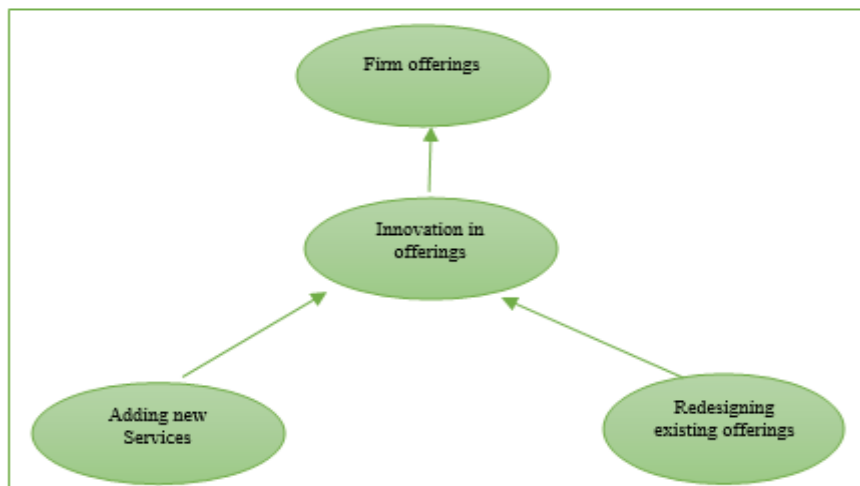 Firm offerings
Innovation in
offerings
Adding new
Services
Redesigning
existing offerings